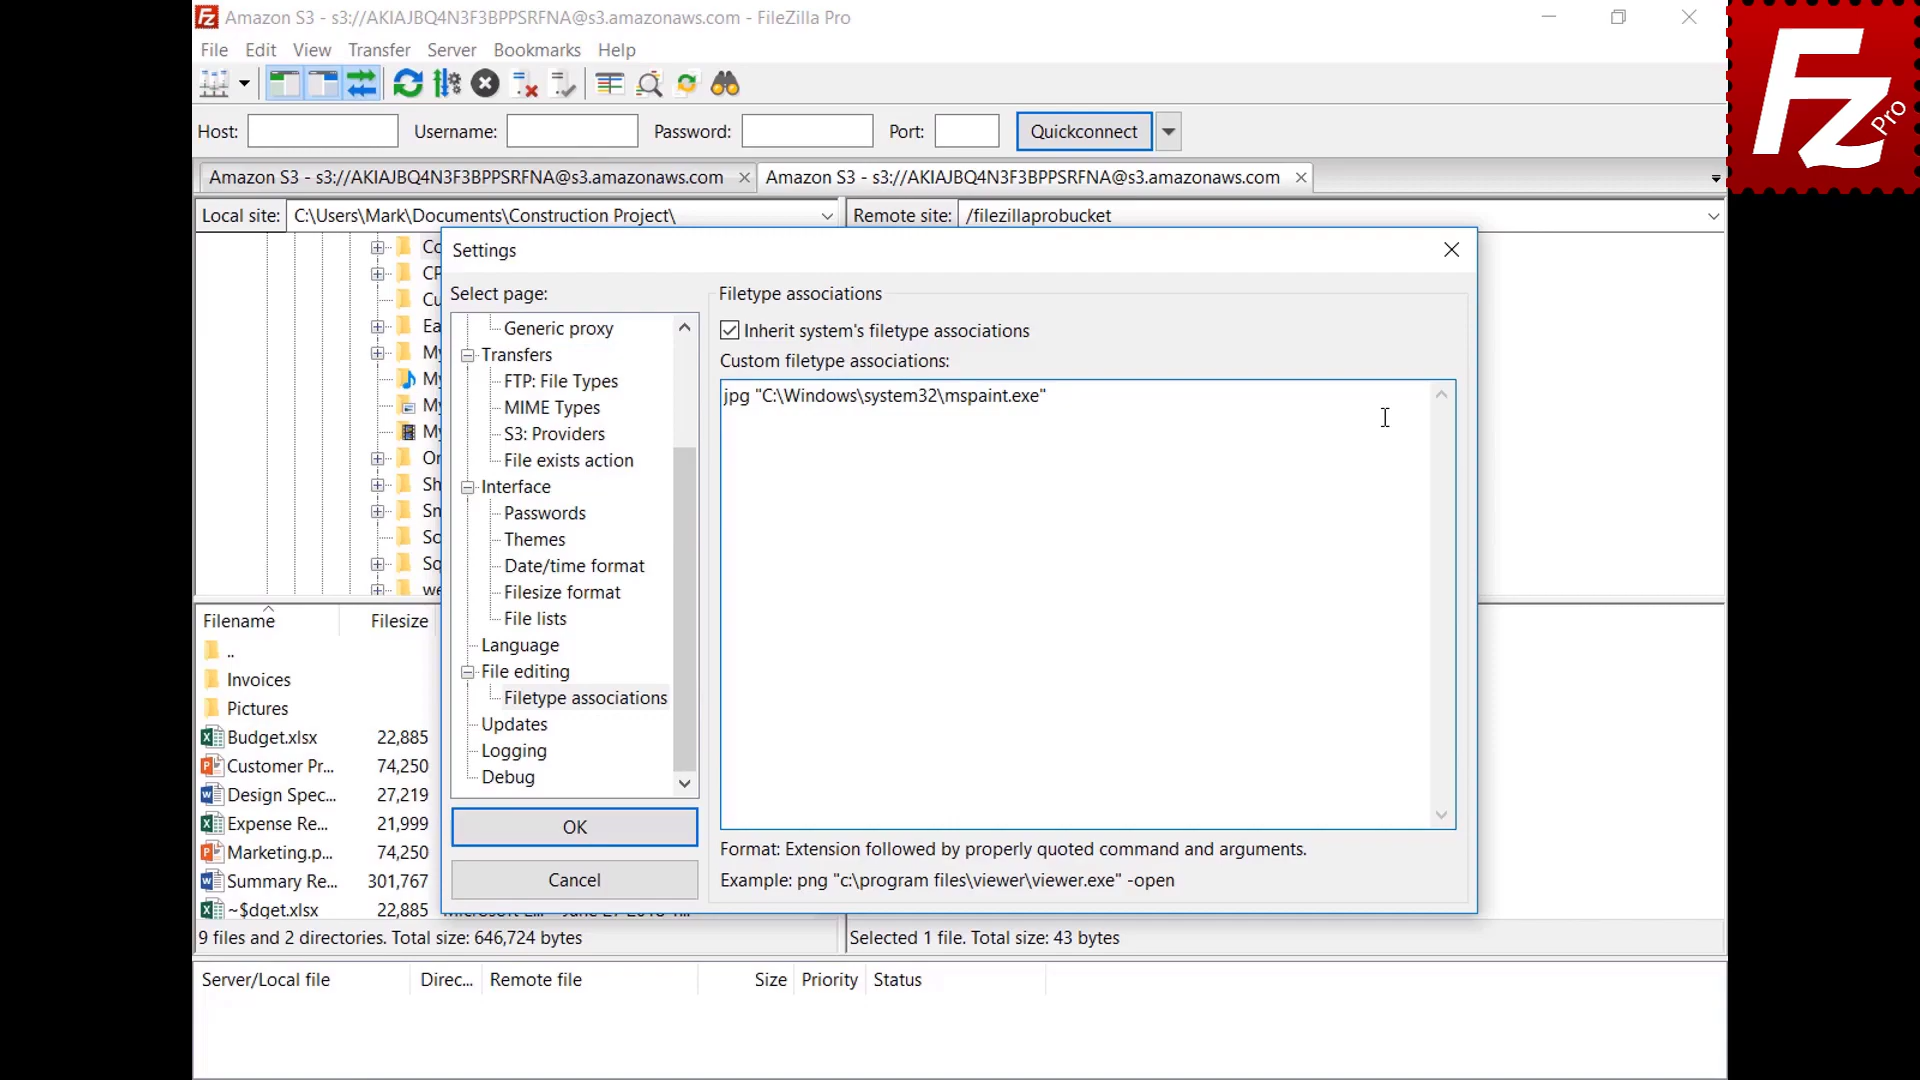 Amazon S3 - s3://AKIAJBQ4N3F3BPPSRFNA@s3.amazonaws.com - FileZilla Pro
File Edit View Transfer Server Bookmarks Help
Host: Username: Password: Port: Quickconnect
Amazon S3 - s3://AKIAJBQ4N3F3BPPSRFNA@s3.amazonaws.com Amazon S3 - s3://AKIAJBQ4N3F3BPPSRFNA@s3.amazonaws.com
Local site: C:\Users\Mark\Documents\Construction Project\ Remote site: /filezillaprobucket
Fz Pro
Settings
Select page:
Generic proxy
Transfers
FTP: File Types
MIME Types
S3: Providers
File exists action
Interface
Passwords
Themes
Date/time format
Filesize format
File lists
Language
File editing
Filetype associations
Updates
Logging
Debug
OK
Cancel
Filetype associations
Inherit system's filetype associations
Custom filetype associations:
jpg "C:\Windows\system32\mspaint.exe"
Format: Extension followed by properly quoted command and arguments.
Example: png "c:\program files\viewer\viewer.exe" -open
Filename Filesize
..
Invoices
Pictures
Budget.xlsx 22,885
Customer Pr... 74,250
Design Spec... 27,219
Expense Re... 21,999
Marketing.p... 74,250
Summary Re... 301,767
~$dget.xlsx 22,885
9 files and 2 directories. Total size: 646,724 bytes
Selected 1 file. Total size: 43 bytes
Server/Local file Direc... Remote file Size Priority Status